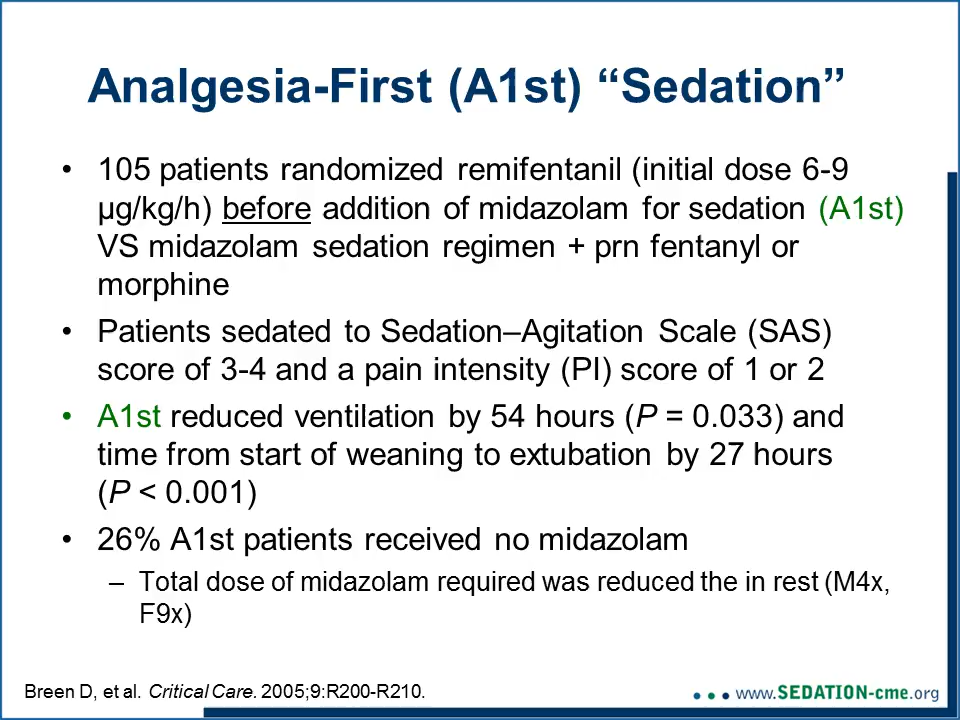 Analgesia-First (A1st) “Sedation”
• 105 patients randomized remifentanil (initial dose 6-9
µg/kg/h) before addition of midazolam for sedation (A1st)
VS midazolam sedation regimen + prn fentanyl or
morphine
• Patients sedated to Sedation–Agitation Scale (SAS)
score of 3-4 and a pain intensity (PI) score of 1 or 2
• A1st reduced ventilation by 54 hours (P = 0.033) and
time from start of weaning to extubation by 27 hours
(P < 0.001)
• 26% A1st patients received no midazolam
– Total dose of midazolam required was reduced the in rest (M4x,
F9x)
Breen D, et al. Critical Care. 2005;9:R200-R210.
www.SEDATION-cme.org